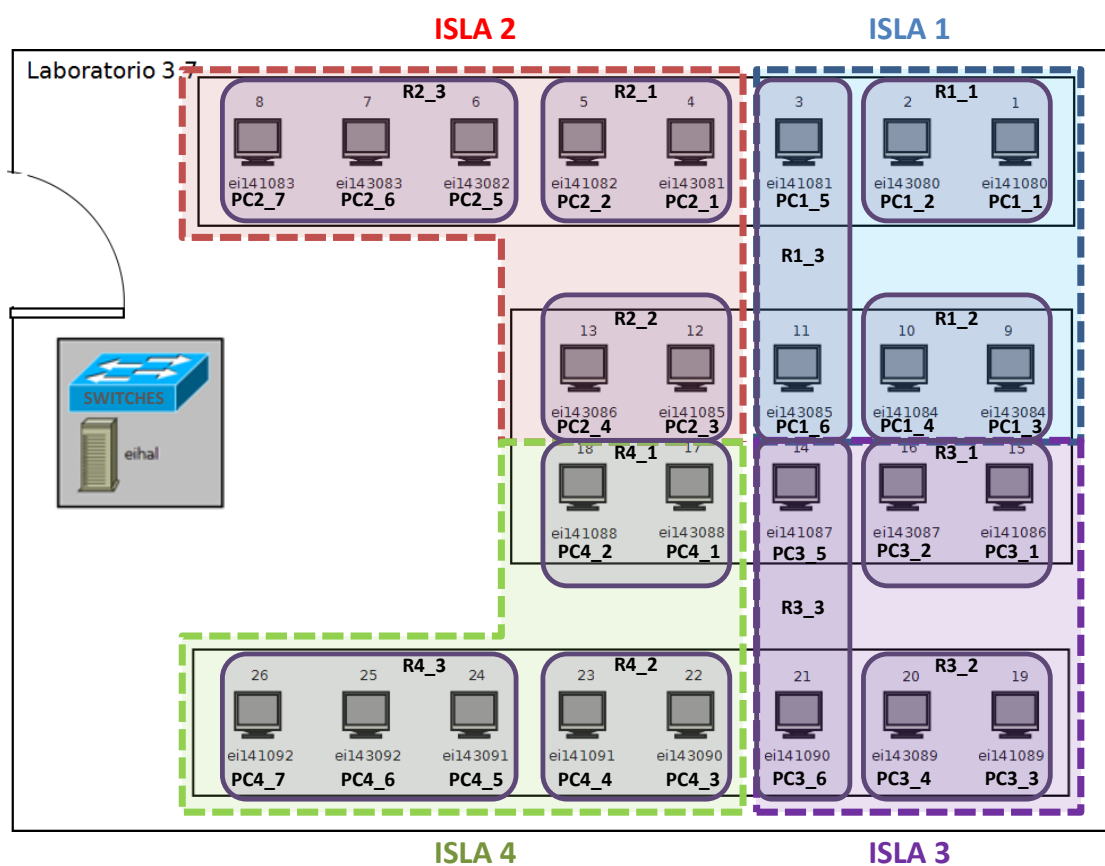 ISLA 2 ISLA 1
Laboratorio 3.7
R2_3 R2_1 R1_1
8 7 6 5 4 3 2 1
ei141083 ei143083 ei143082 ei141082 ei143081 ei141081 ei143080 ei141080
PC2_7 PC2_6 PC2_5 PC2_2 PC2_1 PC1_5 PC1_2 PC1_1
R1_3
R2_2 R1_2
13 12 11 10 9
ei143086 ei141085 ei143085 ei141084 ei143084
PC2_4 PC2_3 PC1_6 PC1_4 PC1_3
SWITCHES
eihal
R4_1 R3_1
18 17 14 16 15
ei141088 ei143088 ei141087 ei143087 ei141086
PC4_2 PC4_1 PC3_5 PC3_2 PC3_1
R3_3
R4_3 R4_2 R3_2
26 25 24 23 22 21 20 19
ei141092 ei143092 ei143091 ei141091 ei143090 ei141090 ei143089 ei141089
PC4_7 PC4_6 PC4_5 PC4_4 PC4_3 PC3_6 PC3_4 PC3_3
ISLA 4 ISLA 3